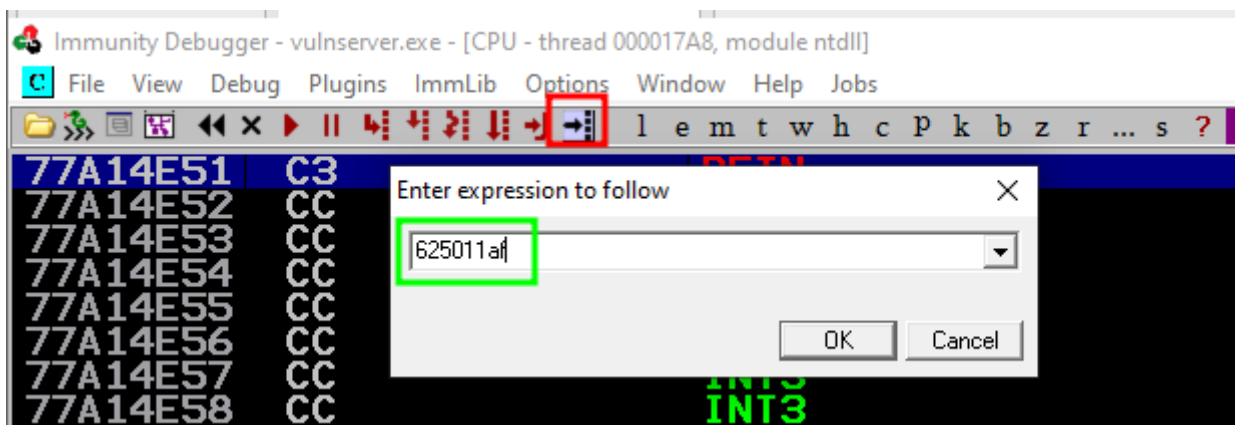 Immunity Debugger - vulnserver.exe - [CPU - thread 000017A8, module ntdll]
C File View Debug Plugins ImmLib Options Window Help Jobs
l e m t w h c P k b z r ... s ?
77A14E51 C3 RETN
Enter expression to follow
77A14E52 CC
77A14E53 CC
625011af
77A14E54 CC
77A14E55 CC
77A14E56 CC
OK Cancel
77A14E57 CC INT3
77A14E58 CC INT3